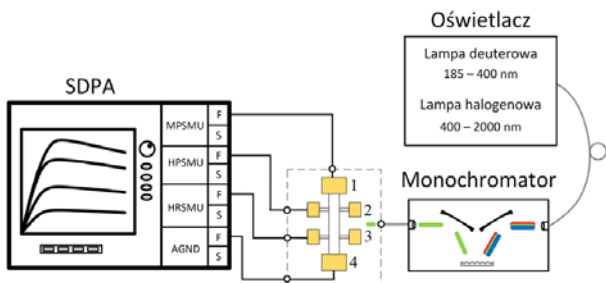 Oświetlacz
Lampa deuterowa
185 – 400 nm
Lampa halogenowa
400 – 2000 nm
SDPA
MPSMU
F
S
HPSMU
F
S
HRSMU
F
S
AGND
F
S
1
2
3
4
Monochromator